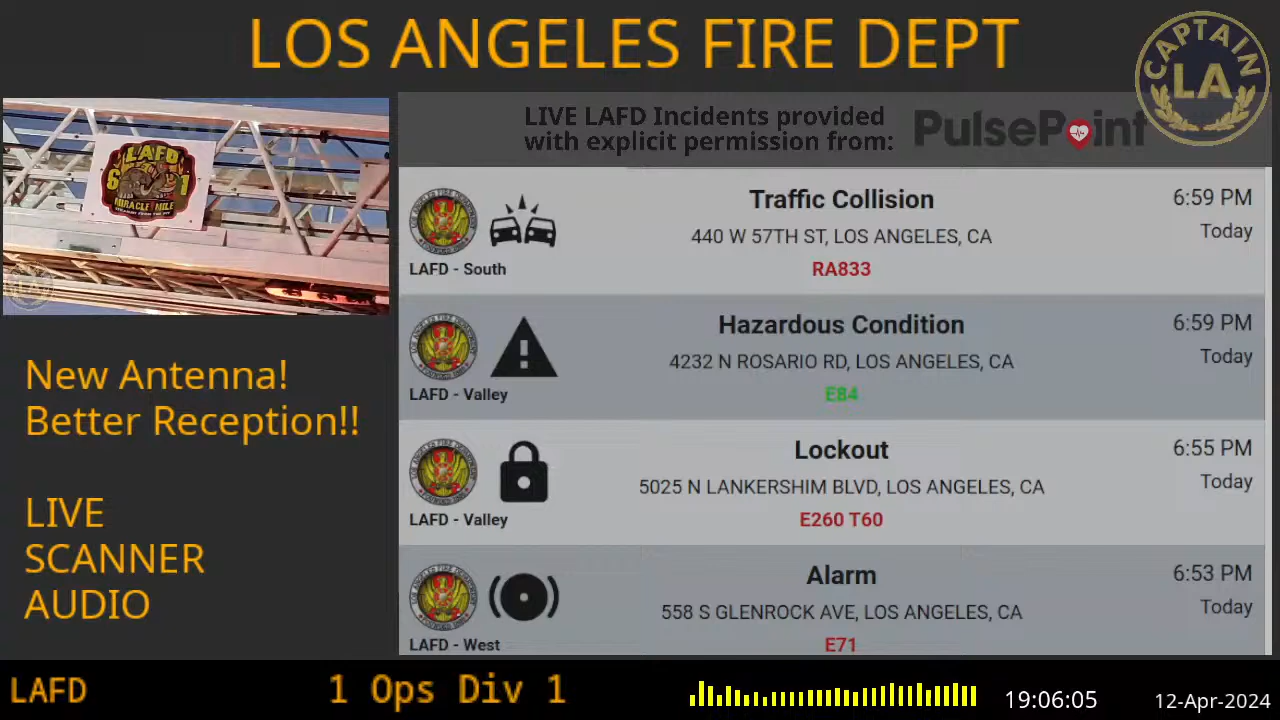 LOS ANGELES FIRE DEPT
CAPTAIN
LA
LIVE LAFD Incidents provided
with explicit permission from:
PulsePoint
LAFD
61
MIRACLE MILE
Traffic Collision
6:59 PM
440 W 57TH ST, LOS ANGELES, CA
Today
LAFD - South
RA833
Hazardous Condition
6:59 PM
4232 N ROSARIO RD, LOS ANGELES, CA
Today
LAFD - Valley
E84
Lockout
6:55 PM
5025 N LANKERSHIM BLVD, LOS ANGELES, CA
Today
LAFD - Valley
E260 T60
Alarm
6:53 PM
558 S GLENROCK AVE, LOS ANGELES, CA
Today
LAFD - West
E71
New Antenna!
Better Reception!!
LIVE
SCANNER
AUDIO
LAFD
1 Ops Div 1
19:06:05
12-Apr-2024